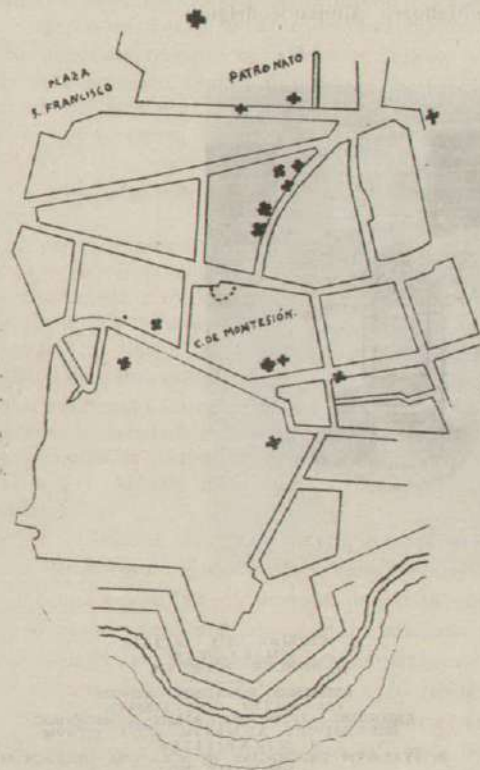 PLAZA
S. FRANCISCO
PATRONATO
C. DE MONTESIÓN.